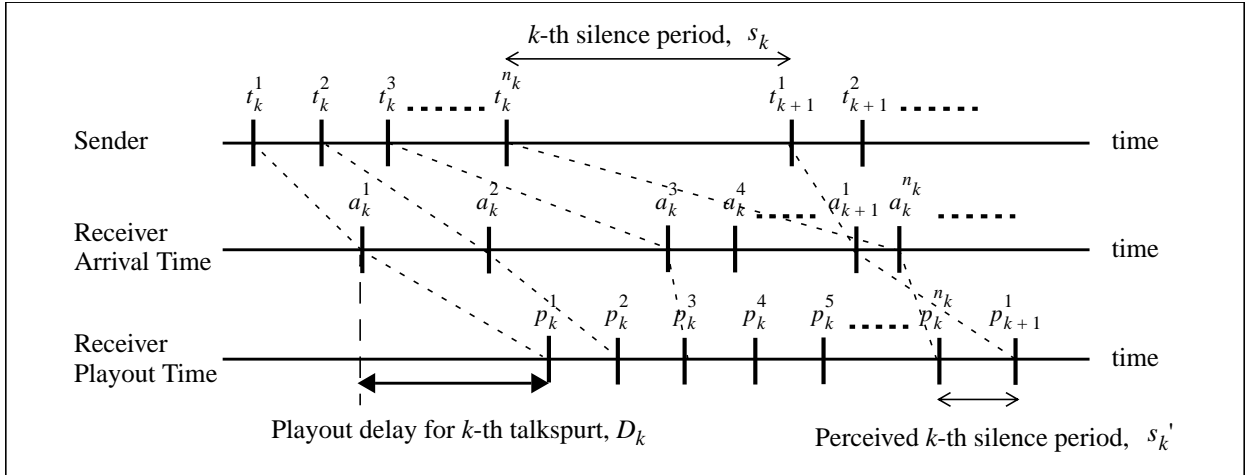 k-th silence period, s_k
t_k^1 t_k^2 t_k^3 t_k^{n_k} t_{k+1}^1 t_{k+1}^2
Sender time
a_k^1 a_k^2 a_k^3 a_k^4 a_{k+1}^1 a_k^{n_k}
Receiver
Arrival Time time
p_k^1 p_k^2 p_k^3 p_k^4 p_k^5 p_k^{n_k} p_{k+1}^1
Receiver
Playout Time time
Playout delay for k-th talkspurt, D_k
Perceived k-th silence period, s_k'